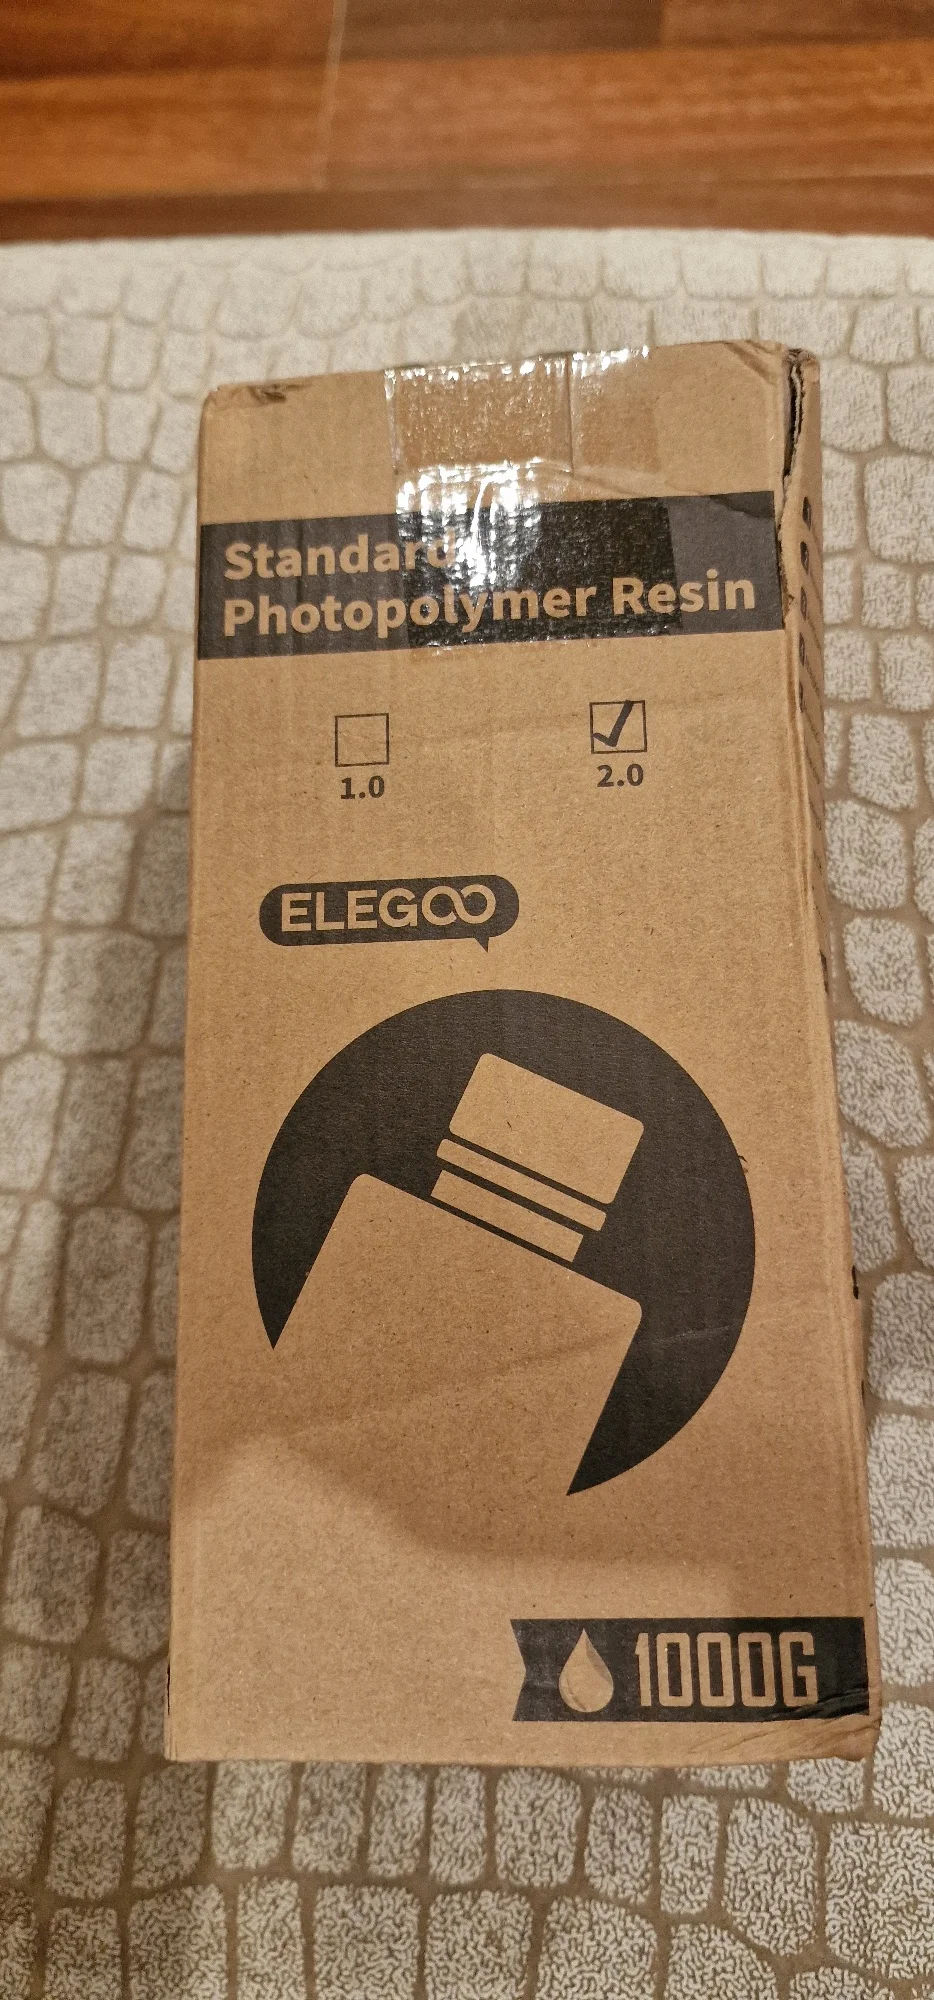 Standard
Photopolymer Resin
1.0
2.0
ELEGOO
1000G